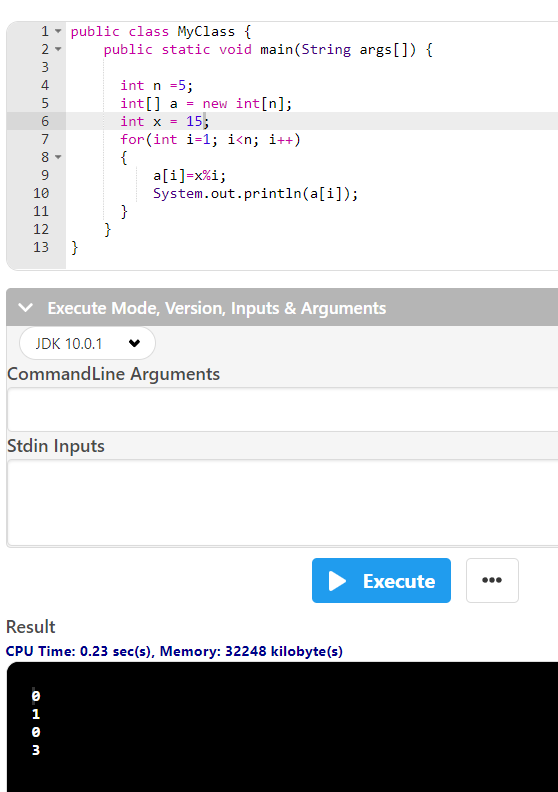 1 public class MyClass {
2 public static void main(String args[]) {
3
4 int n =5;
5 int[] a = new int[n];
6 int x = 15;
7 for(int i=1; i<n; i++)
8 {
9 a[i]=x%i;
10 System.out.println(a[i]);
11 }
12 }
13 }
Execute Mode, Version, Inputs & Arguments
JDK 10.0.1
CommandLine Arguments
Stdin Inputs
Execute
•••
Result
CPU Time: 0.23 sec(s), Memory: 32248 kilobyte(s)
0
1
0
3